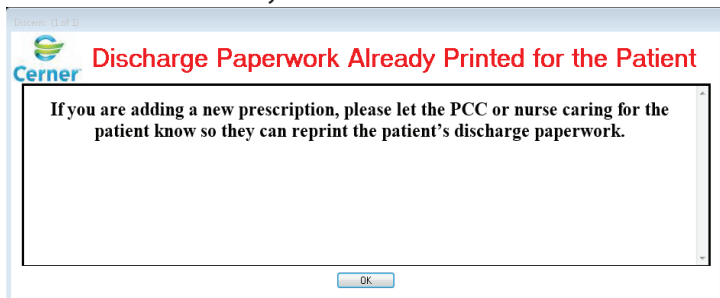 Discern: (1 of 1)
Cerner
Discharge Paperwork Already Printed for the Patient
If you are adding a new prescription, please let the PCC or nurse caring for the
patient know so they can reprint the patient's discharge paperwork.
OK